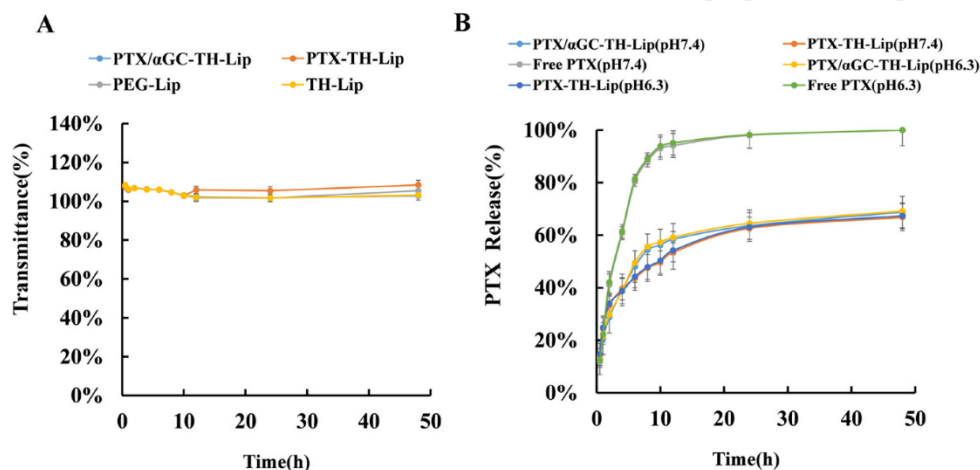 A
PTX/αGC-TH-Lip
PTX-TH-Lip
PEG-Lip
TH-Lip
Transmittance(%)
140%
120%
100%
80%
60%
40%
20%
0%
0
10
20
30
40
50
Time(h)
B
PTX/αGC-TH-Lip(pH7.4)
PTX-TH-Lip(pH7.4)
Free PTX(pH7.4)
PTX/αGC-TH-Lip(pH6.3)
PTX-TH-Lip(pH6.3)
Free PTX(pH6.3)
PTX Release(%)
100%
80%
60%
40%
20%
0%
0
10
20
30
40
50
Time(h)